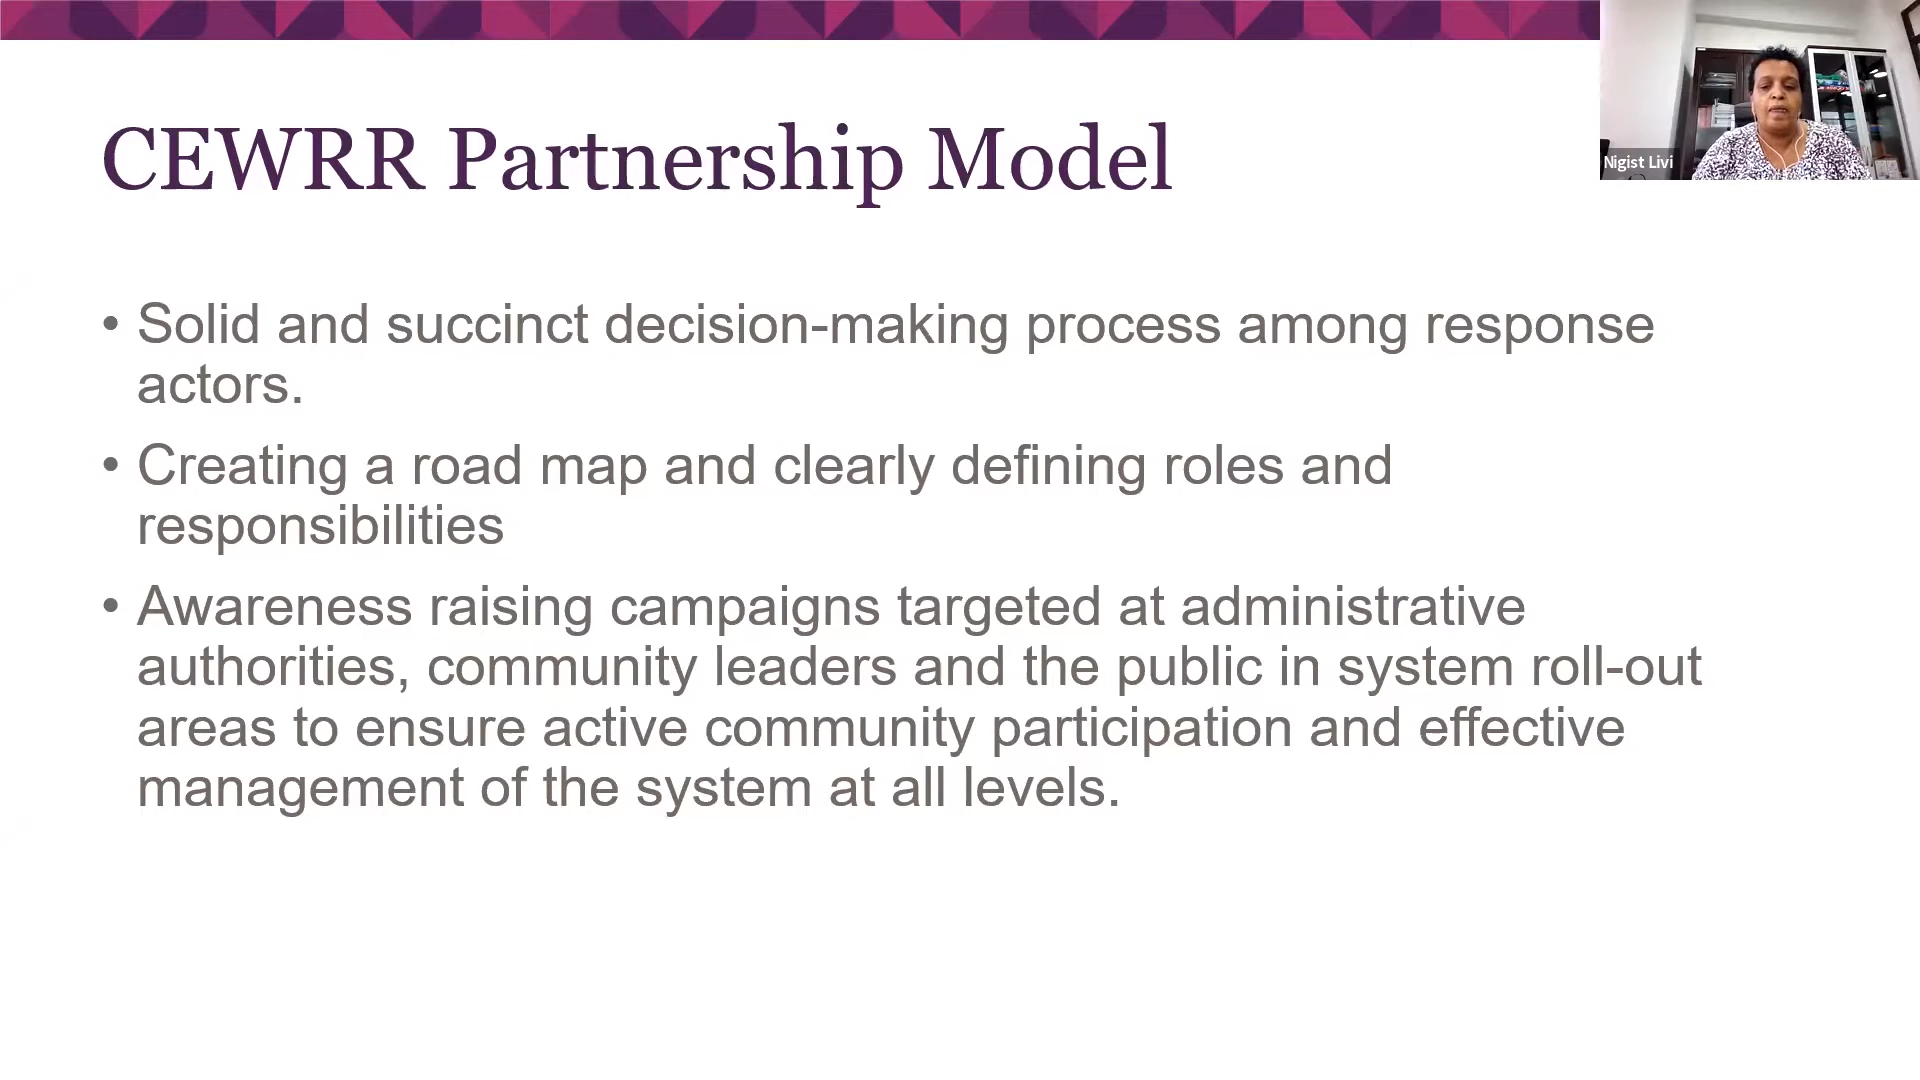 CEWRR Partnership Model
Nigist Livi
• Solid and succinct decision-making process among response
actors.
• Creating a road map and clearly defining roles and
responsibilities
• Awareness raising campaigns targeted at administrative
authorities, community leaders and the public in system roll-out
areas to ensure active community participation and effective
management of the system at all levels.